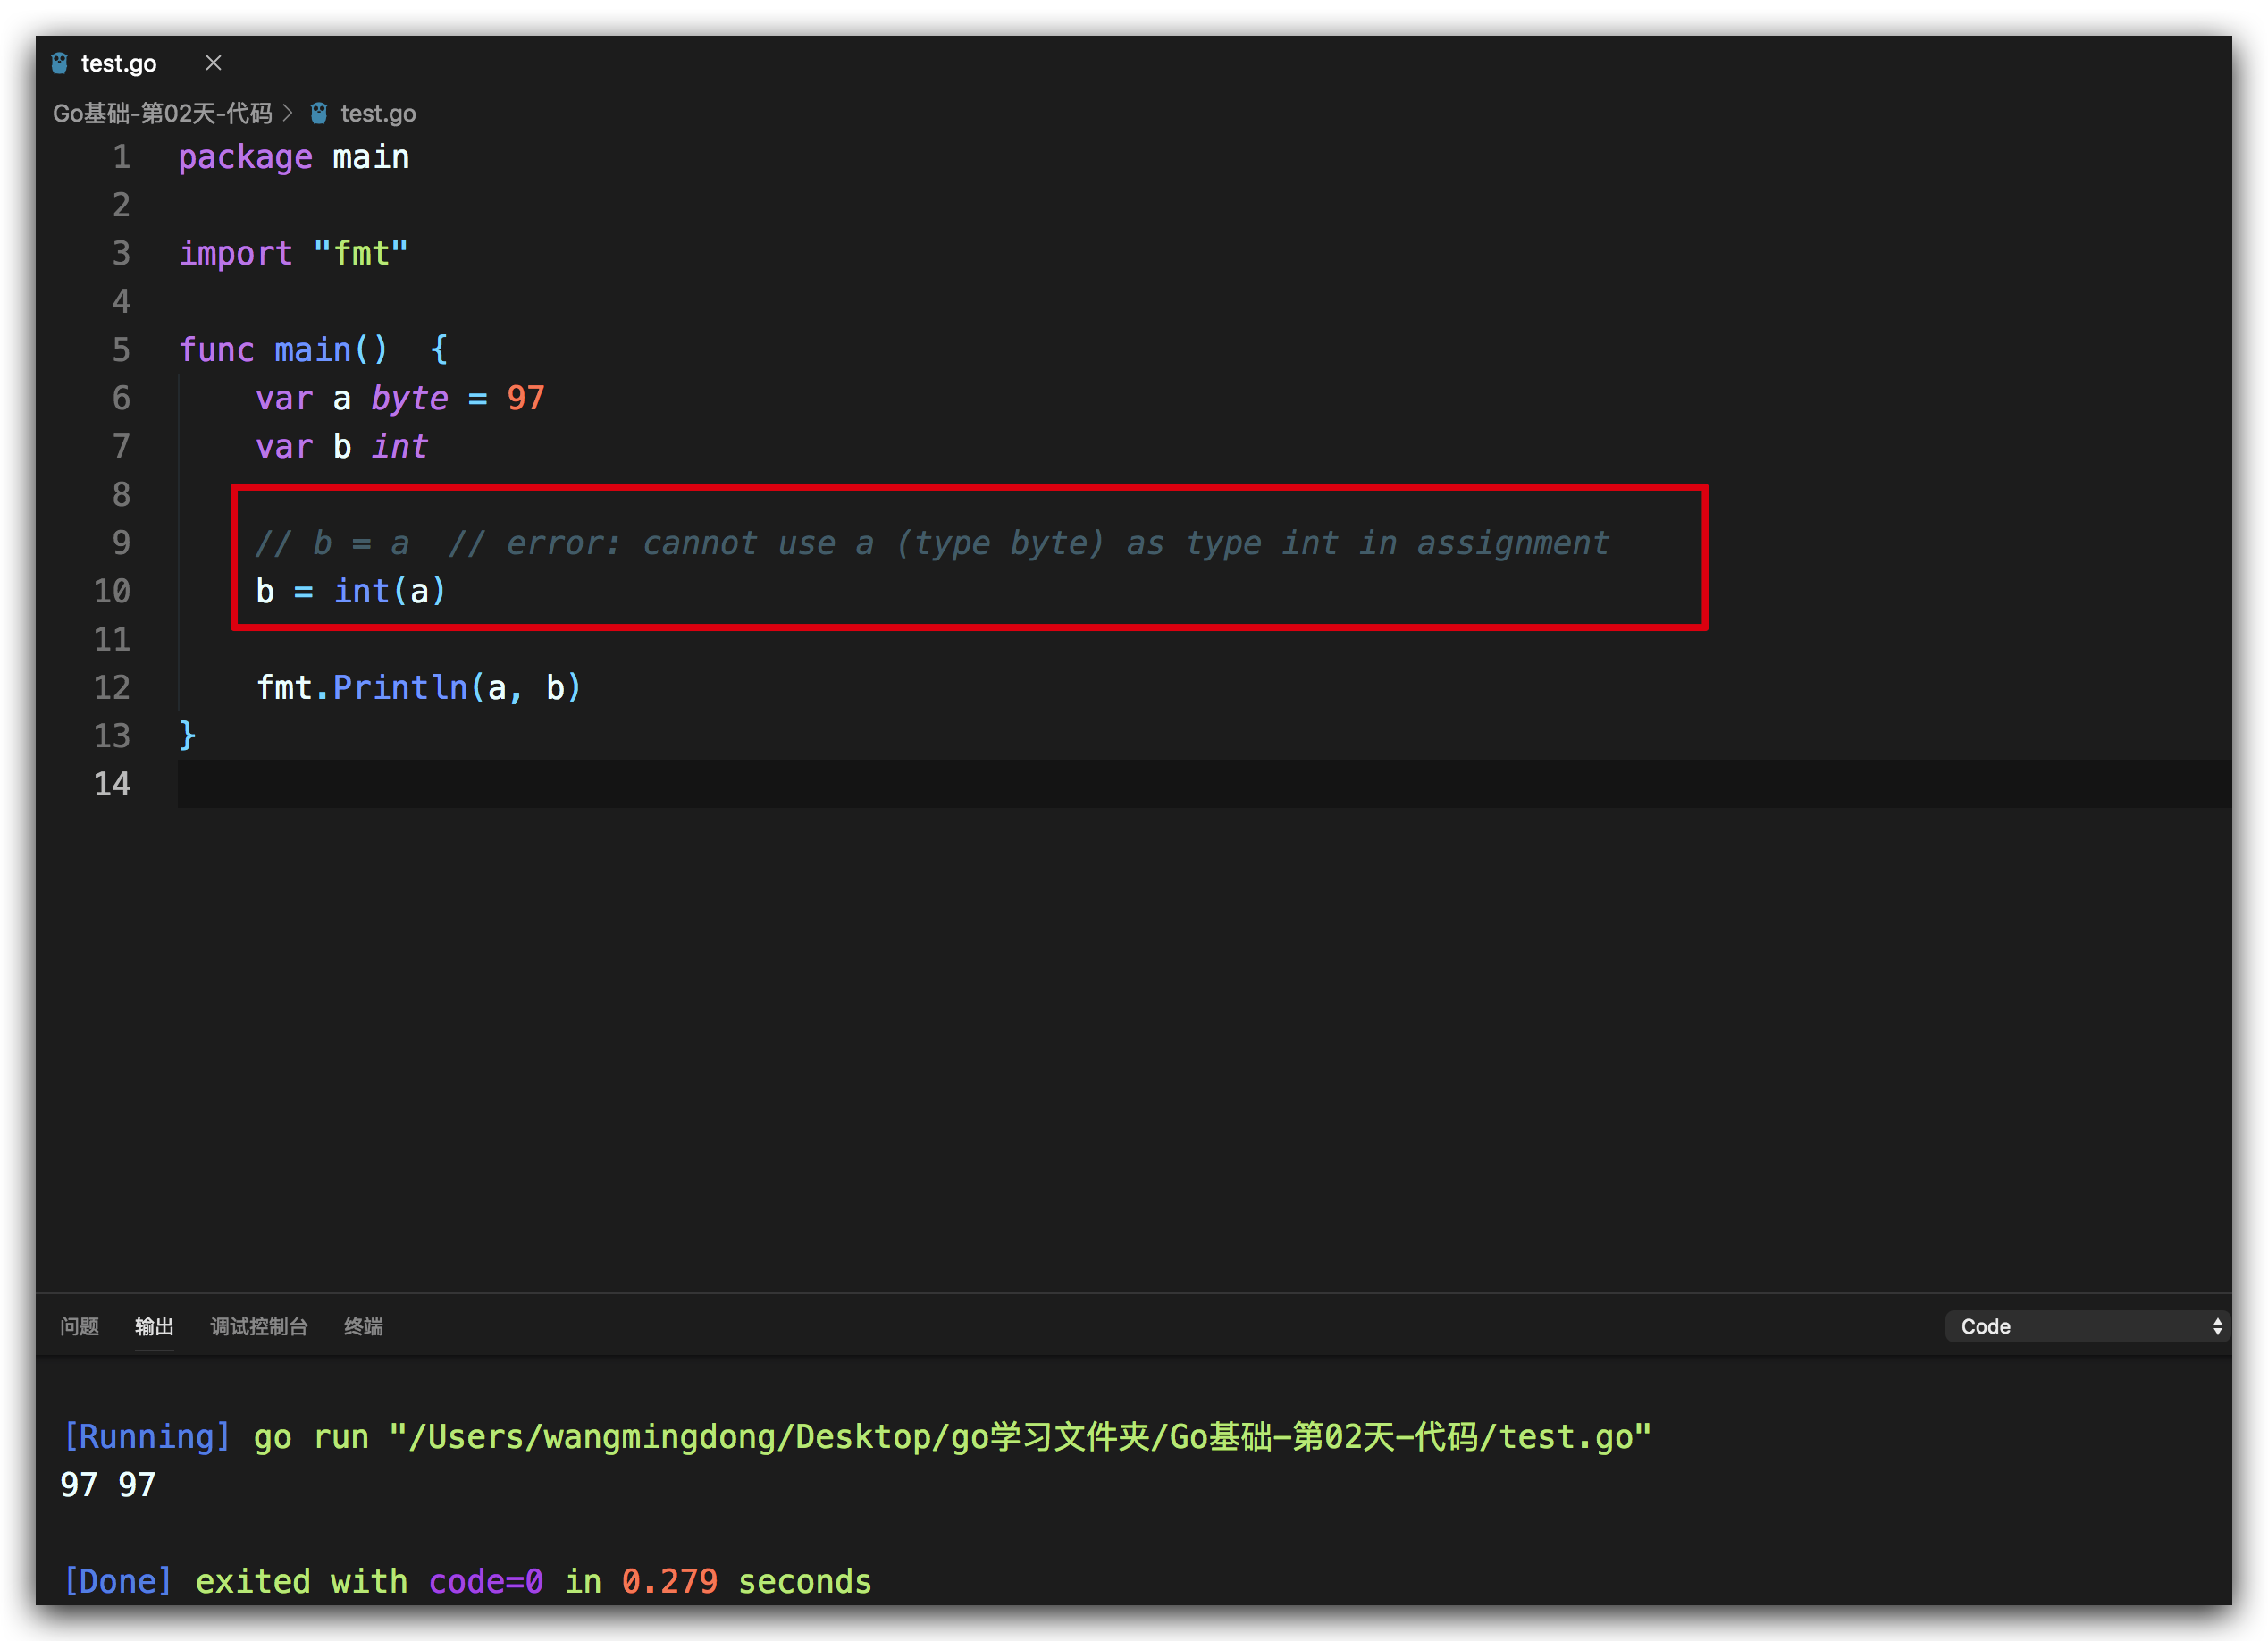 test.go
Go基础-第02天-代码 > test.go
1 package main
2
3 import "fmt"
4
5 func main()  {
6     var a byte = 97
7     var b int
8
9     // b = a  // error: cannot use a (type byte) as type int in assignment
10     b = int(a)
11
12     fmt.Println(a, b)
13 }
14
问题 输出 调试控制台 终端 Code
[Running] go run "/Users/wangmingdong/Desktop/go学习文件夹/Go基础-第02天-代码/test.go"
97 97
[Done] exited with code=0 in 0.279 seconds